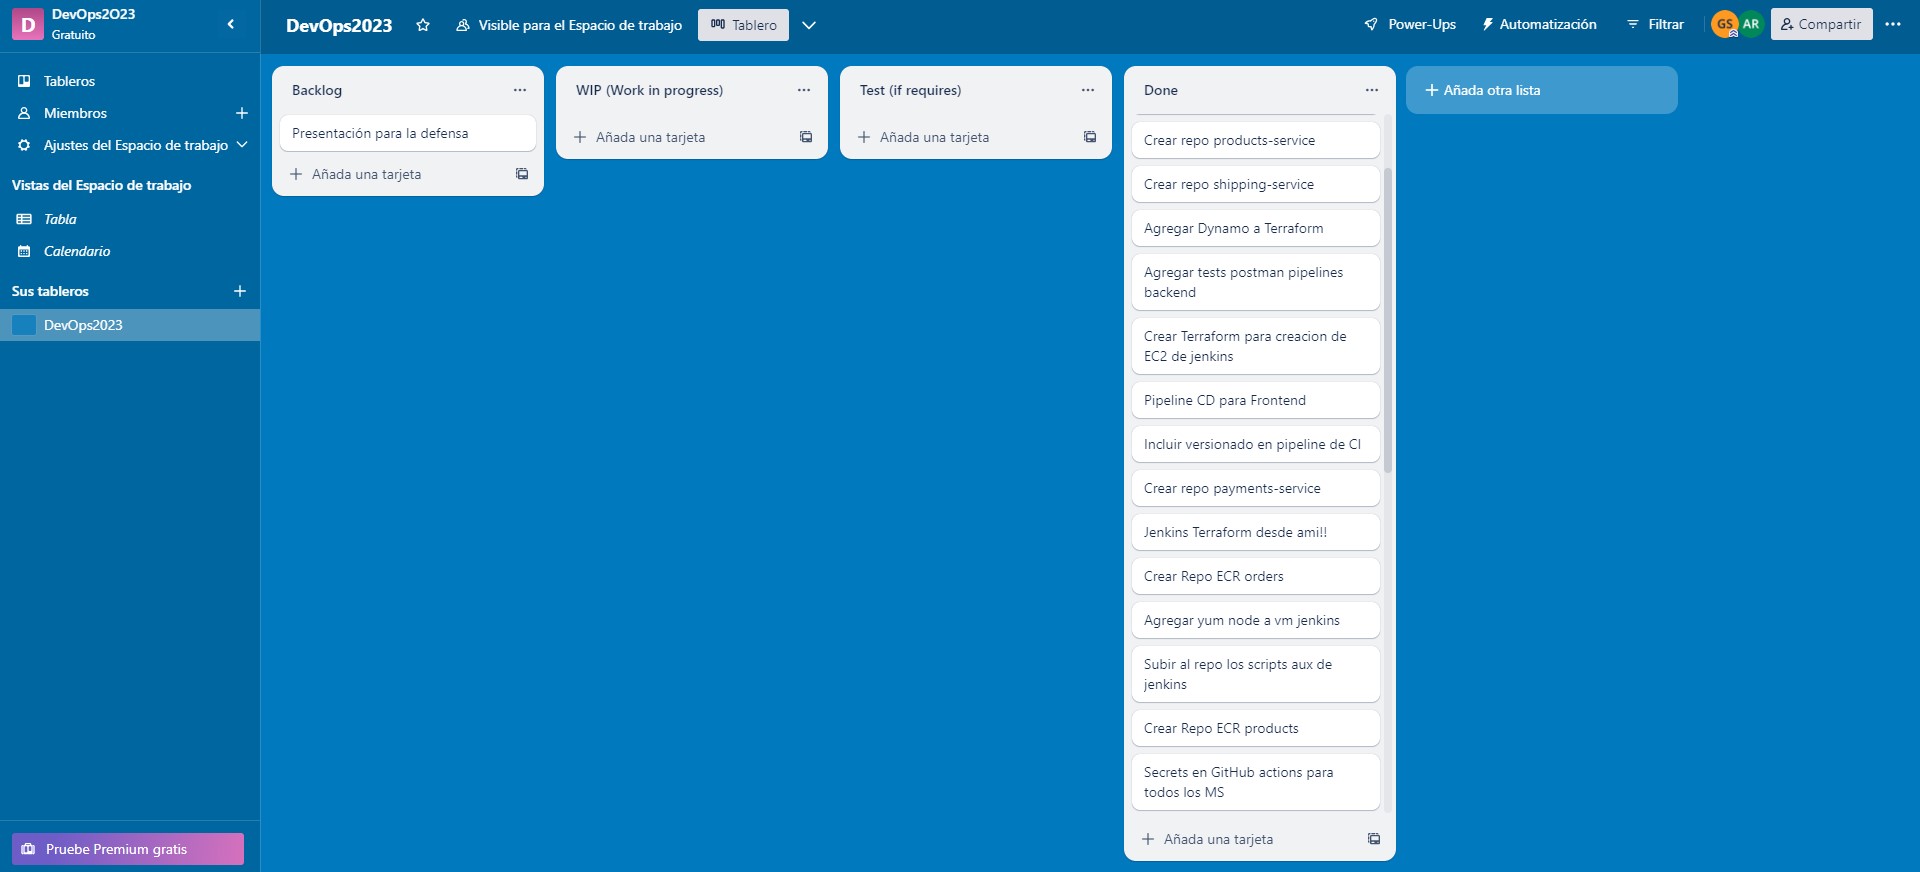 D
DevOps2O23
Gratuito
Tableros
Miembros
Ajustes del Espacio de trabajo
Vistas del Espacio de trabajo
Tabla
Calendario
Sus tableros
DevOps2023
Pruebe Premium gratis
DevOps2O23
Visible para el Espacio de trabajo
Tablero
Power-Ups
Automatización
Filtrar
GS
AR
Compartir
Backlog
Presentación para la defensa
Añada una tarjeta
WIP (Work in progress)
Añada una tarjeta
Test (if requires)
Añada una tarjeta
Done
Crear repo products-service
Crear repo shipping-service
Agregar Dynamo a Terraform
Agregar tests postman pipelines
backend
Crear Terraform para creacion de
EC2 de jenkins
Pipeline CD para Frontend
Incluir versionado en pipeline de CI
Crear repo payments-service
Jenkins Terraform desde ami!!
Crear Repo ECR orders
Agregar yum node a vm jenkins
Subir al repo los scripts aux de
jenkins
Crear Repo ECR products
Secrets en GitHub actions para
todos los MS
Añada una tarjeta
Añada otra lista